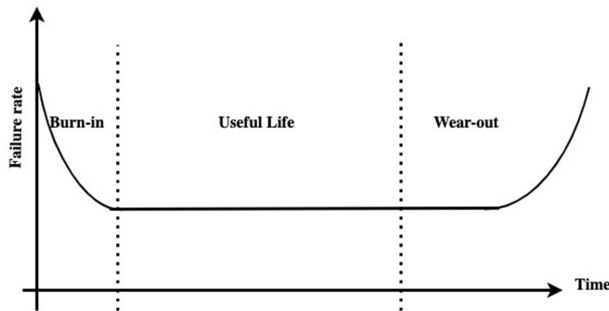 Failure rate
Burn-in
Useful Life
Wear-out
Time